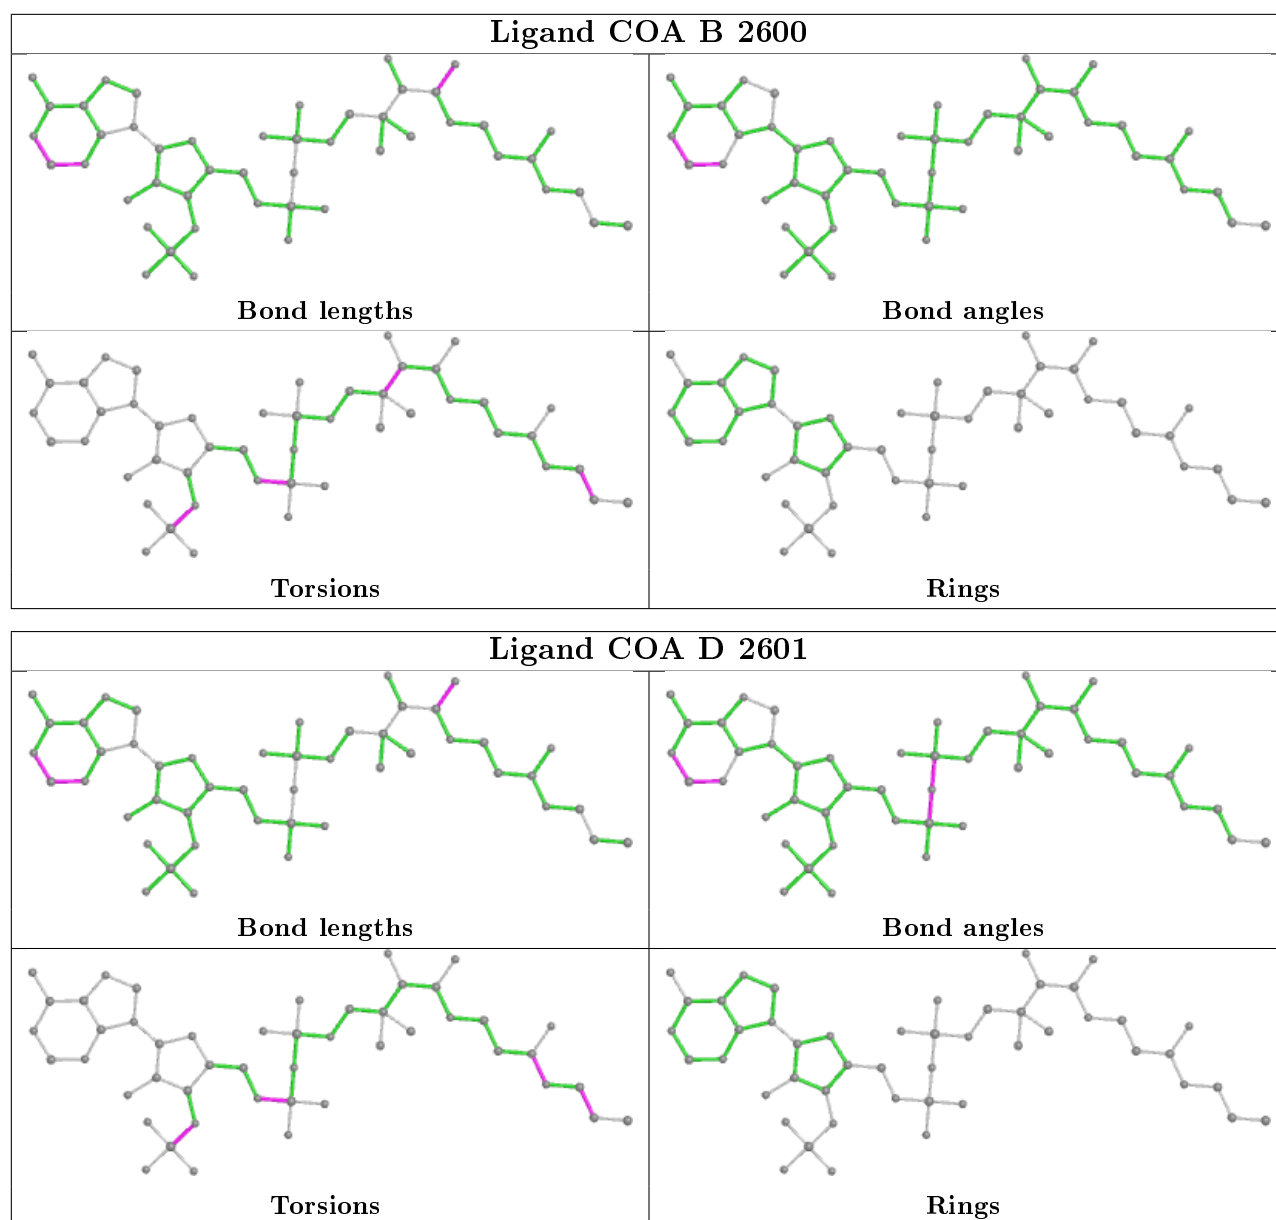 Ligand COA B 2600
Bond lengths
Bond angles
Torsions
Rings
Ligand COA D 2601
Bond lengths
Bond angles
Torsions
Rings